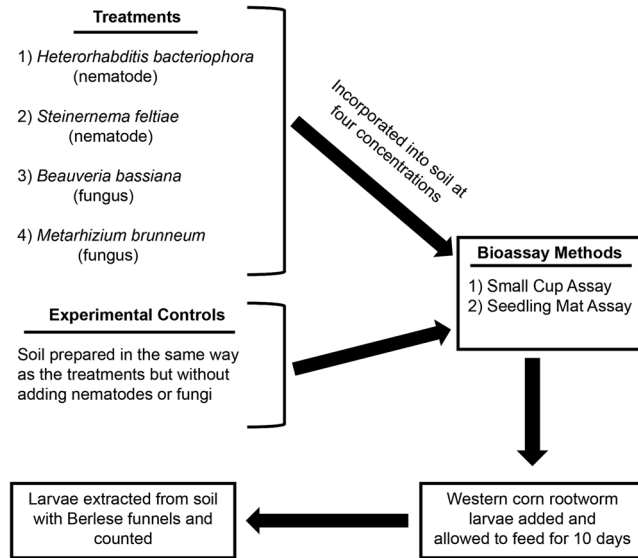 Treatments
1) Heterorhabditis bacteriophora
(nematode)
2) Steinernema feltiae
(nematode)
3) Beauveria bassiana
(fungus)
4) Metarhizium brunneum
(fungus)
Incorporated into soil at
four concentrations
Experimental Controls
Soil prepared in the same way
as the treatments but without
adding nematodes or fungi
Bioassay Methods
1) Small Cup Assay
2) Seedling Mat Assay
Western corn rootworm
larvae added and
allowed to feed for 10 days
Larvae extracted from soil
with Berlese funnels and
counted